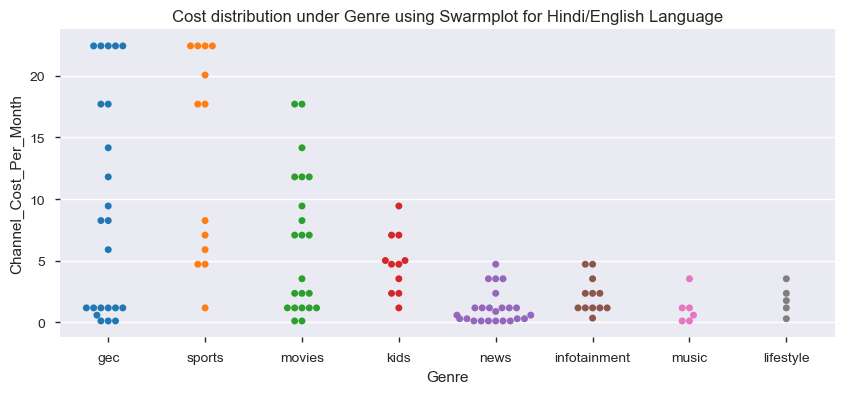 Cost distribution under Genre using Swarmplot for Hindi/English Language
Channel_Cost_Per_Month
20
15
10
5
0
gec sports movies kids news infotainment music lifestyle
Genre